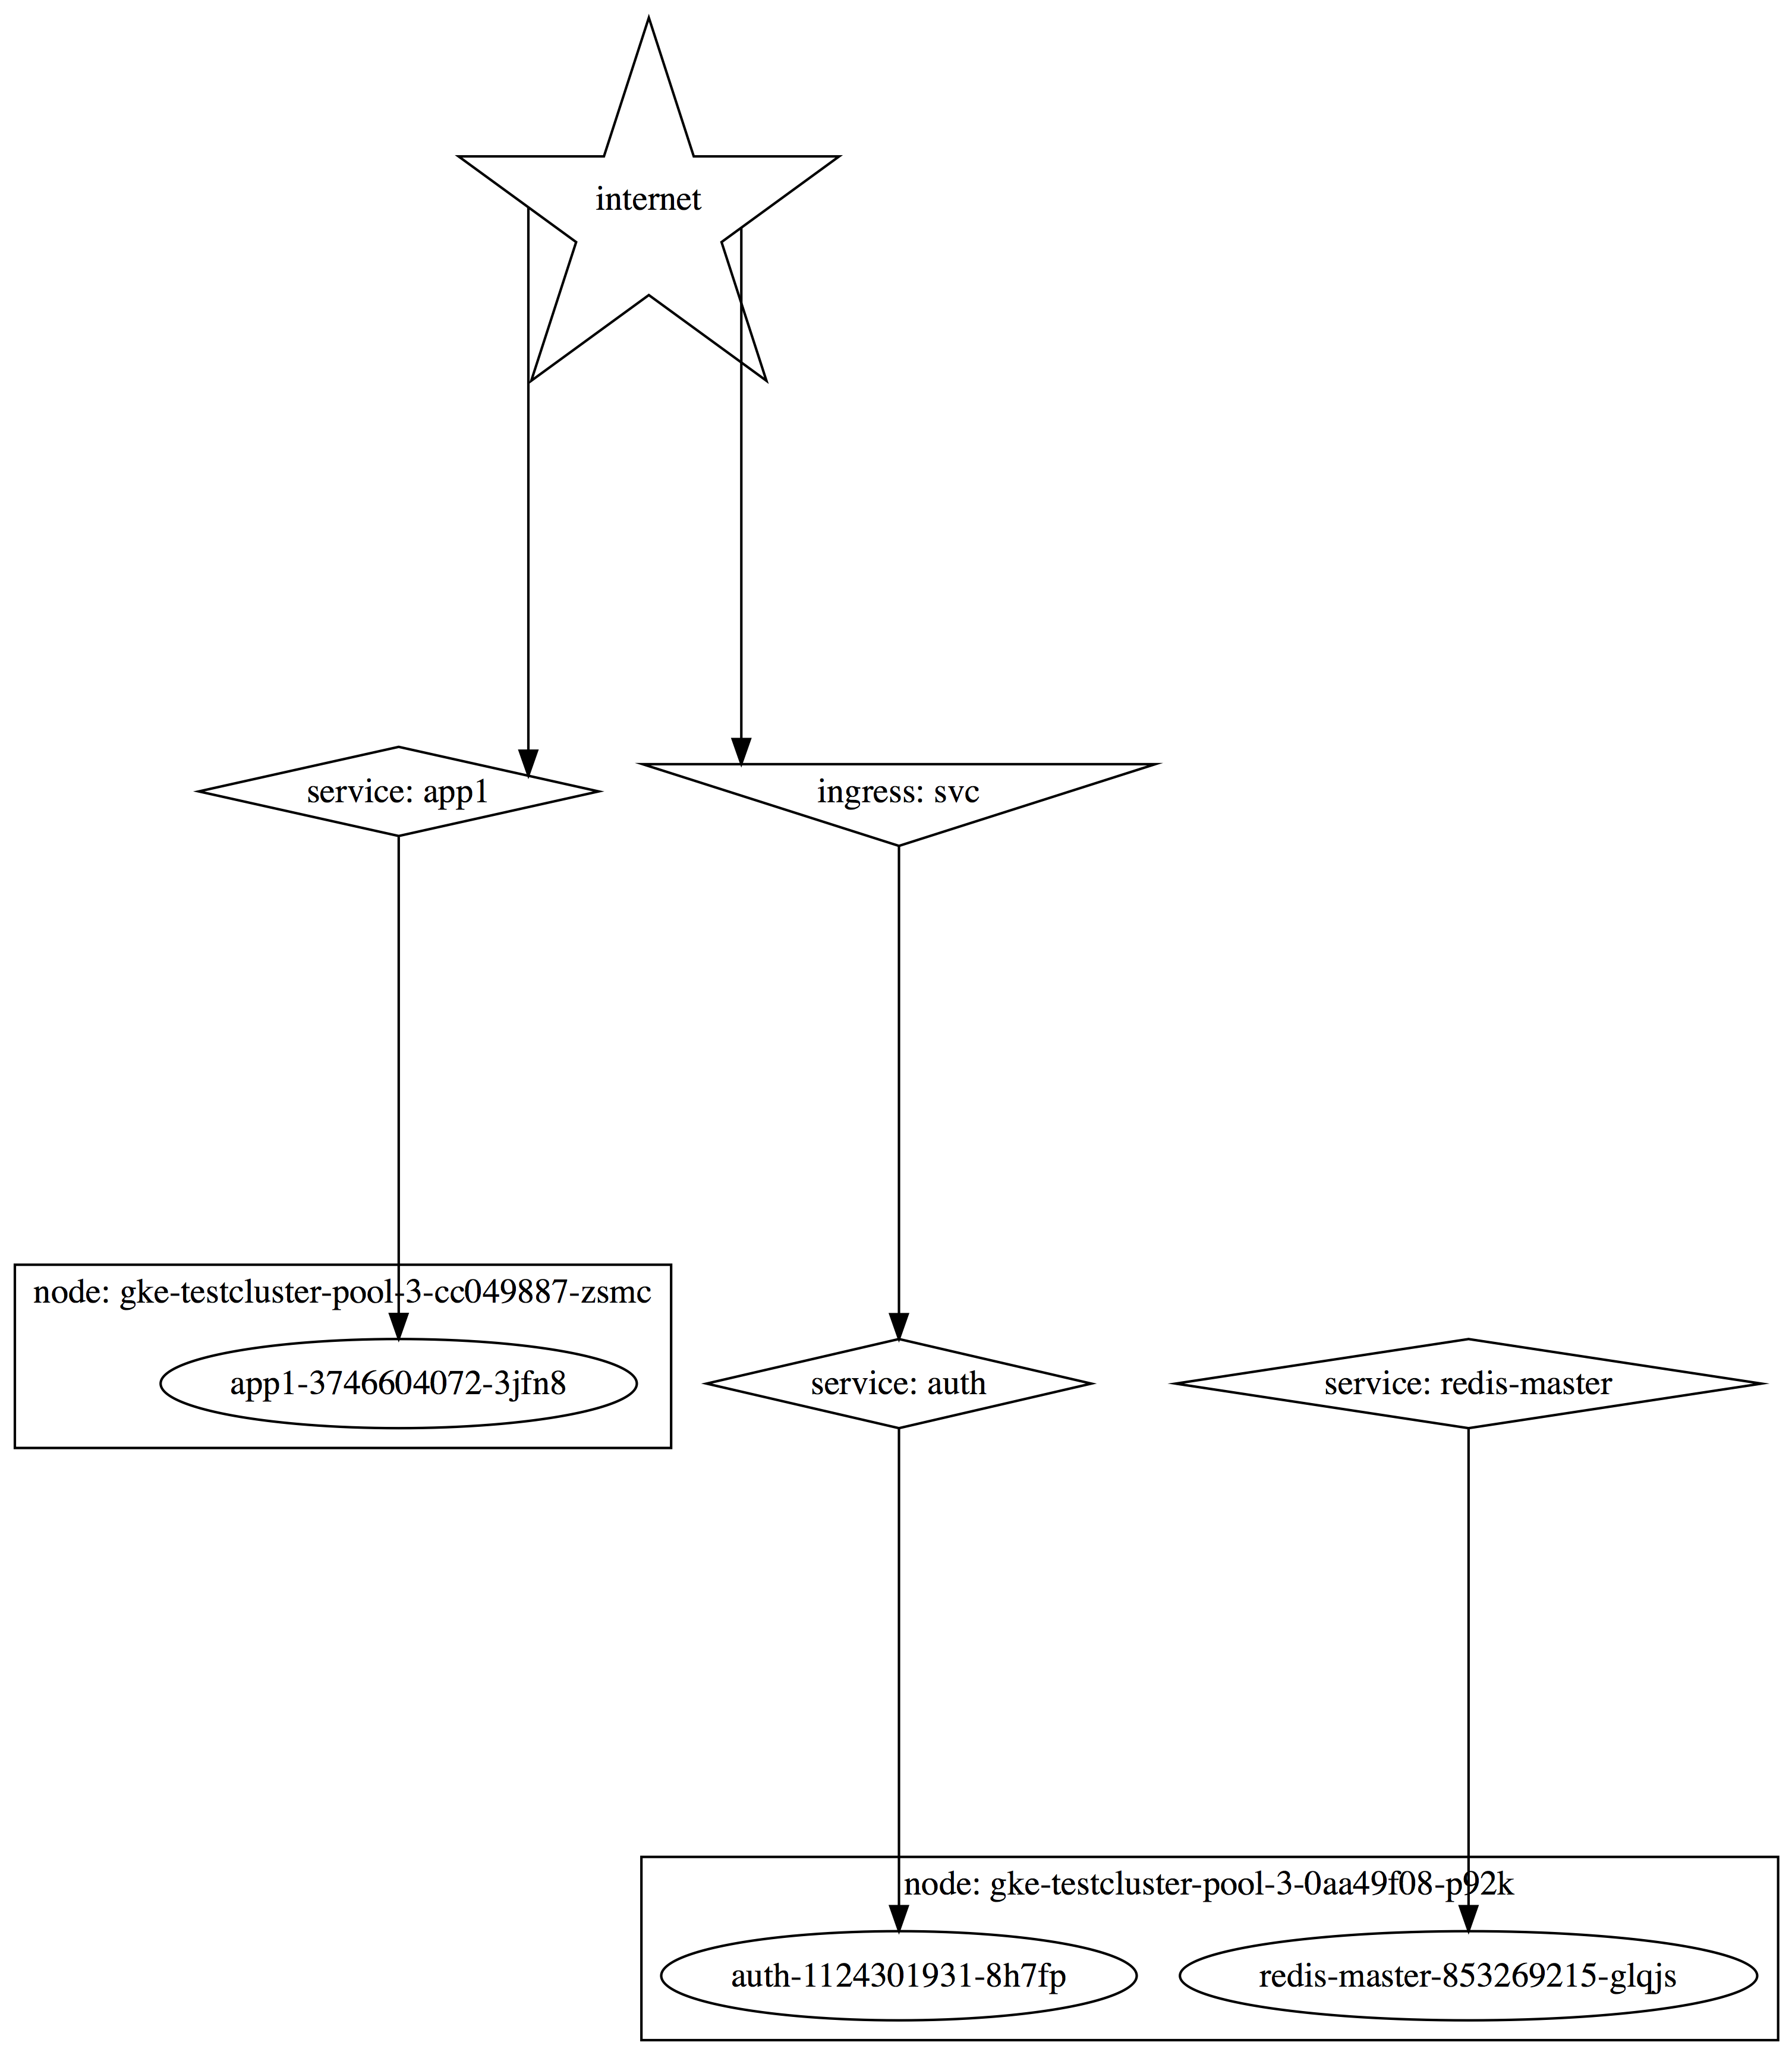 internet
service: app1
ingress: svc
node: gke-testcluster-pool-3-cc049887-zsmc
app1-3746604072-3jfn8
service: auth
service: redis-master
node: gke-testcluster-pool-3-0aa49f08-p92k
auth-1124301931-8h7fp
redis-master-853269215-glqjs